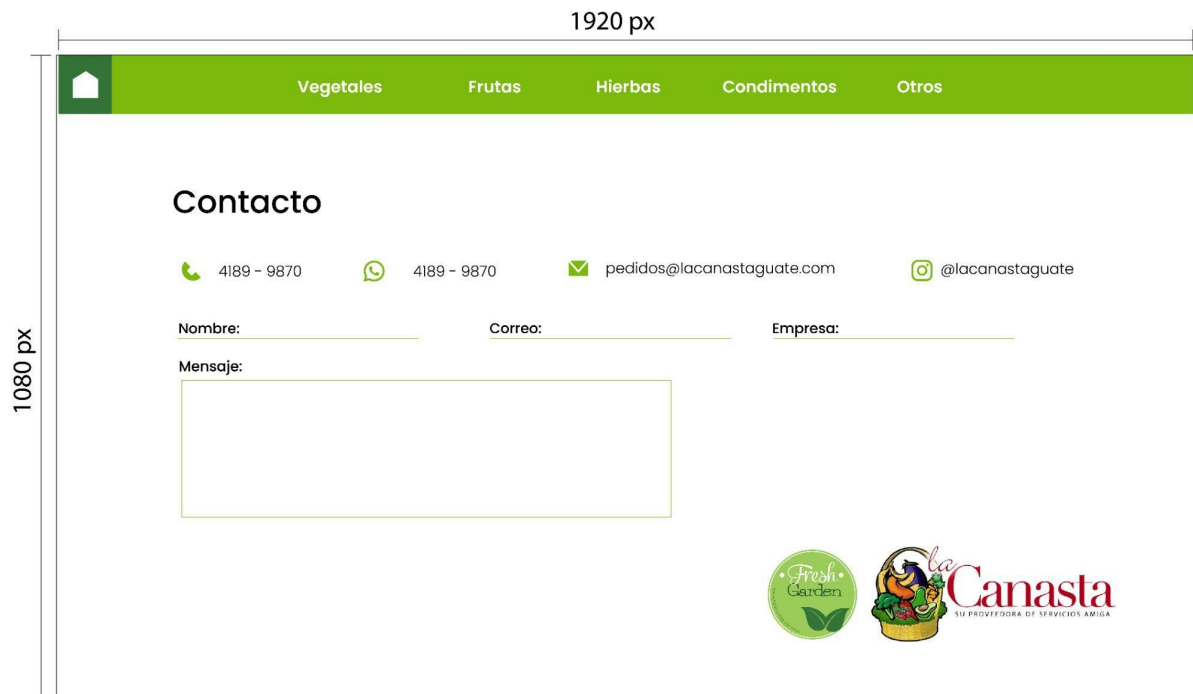 1920 px
1080 px
Vegetales Frutas Hierbas Condimentos Otros
Contacto
4189 - 9870 4189 - 9870 pedidos@lacanastaguate.com @lacanastaguate
Nombre: Correo: Empresa:
Mensaje:
Fresh
Garden
la
Canasta
SU PROVEEDORA DE SERVICIOS AMIGA